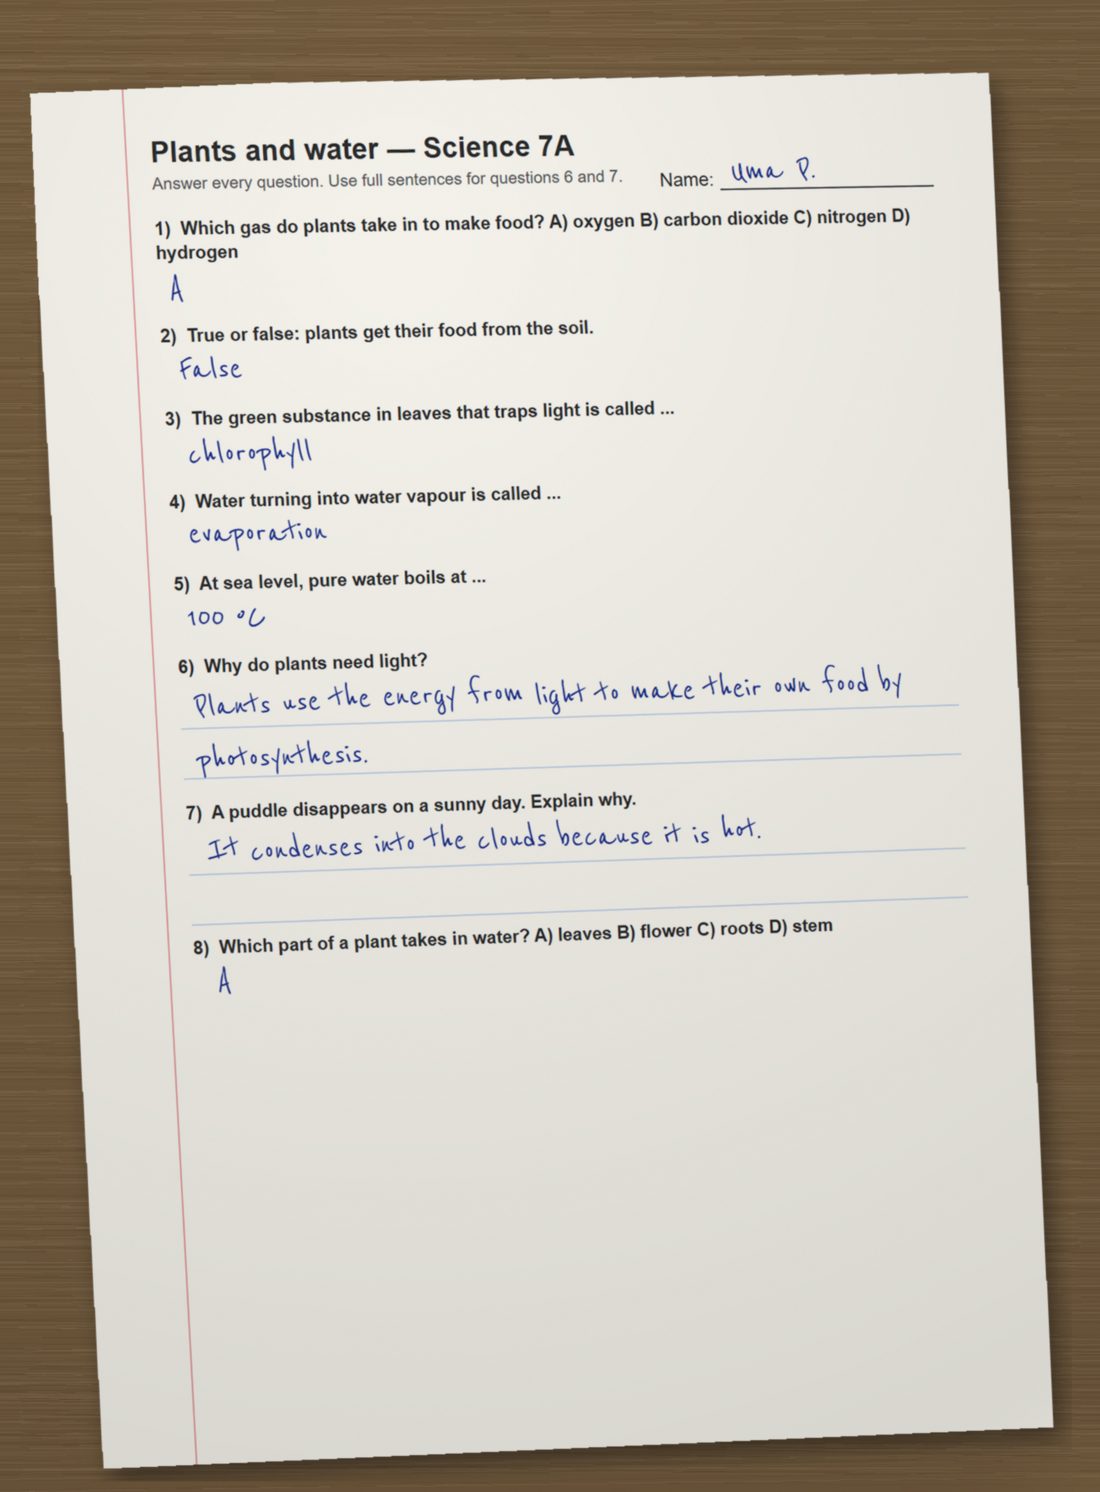 Plants and water — Science 7A
Answer every question. Use full sentences for questions 6 and 7. Name: Uma P.
1) Which gas do plants take in to make food? A) oxygen B) carbon dioxide C) nitrogen D)
hydrogen
A
2) True or false: plants get their food from the soil.
False
3) The green substance in leaves that traps light is called ...
chlorophyll
4) Water turning into water vapour is called ...
evaporation
5) At sea level, pure water boils at ...
100 °C
6) Why do plants need light?
Plants use the energy from light to make their own food by
photosynthesis.
7) A puddle disappears on a sunny day. Explain why.
It condenses into the clouds because it is hot.
8) Which part of a plant takes in water? A) leaves B) flower C) roots D) stem
A